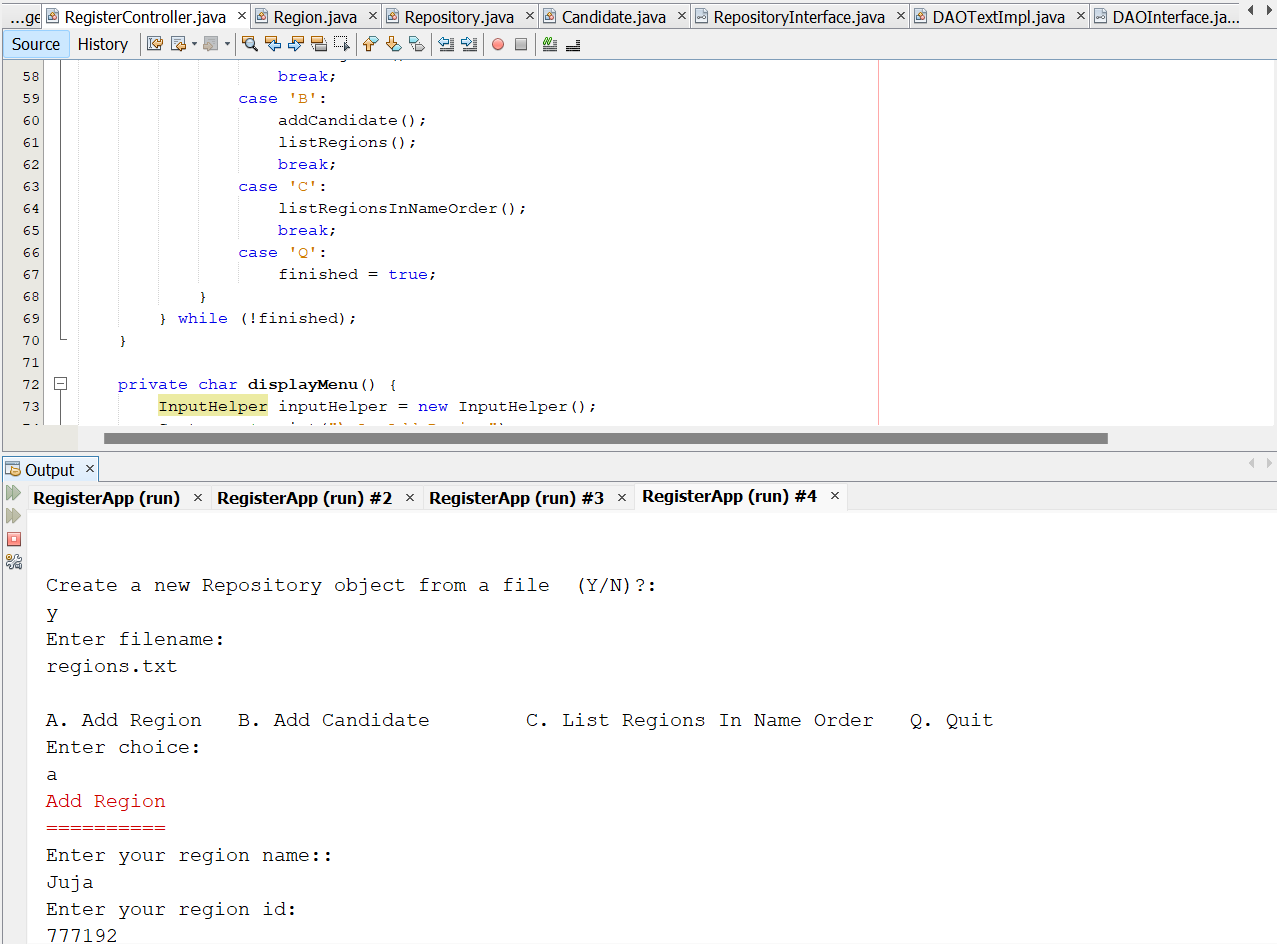 ...ge RegisterController.java × Region.java × Repository.java × Candidate.java × RepositoryInterface.java × DAOTextImpl.java × DAOInterface.ja...
Source History
58 break;
59 case 'B':
60 addCandidate();
61 listRegions();
62 break;
63 case 'C':
64 listRegionsInNameOrder();
65 break;
66 case 'Q':
67 finished = true;
68 }
69 } while (!finished);
70 }
71
72 private char displayMenu() {
73 InputHelper inputHelper = new InputHelper();
Output ×
RegisterApp (run) × RegisterApp (run) #2 × RegisterApp (run) #3 × RegisterApp (run) #4 ×
Create a new Repository object from a file  (Y/N)?:
y
Enter filename:
regions.txt
A. Add Region   B. Add Candidate        C. List Regions In Name Order   Q. Quit
Enter choice:
a
Add Region
==========
Enter your region name::
Juja
Enter your region id:
777192